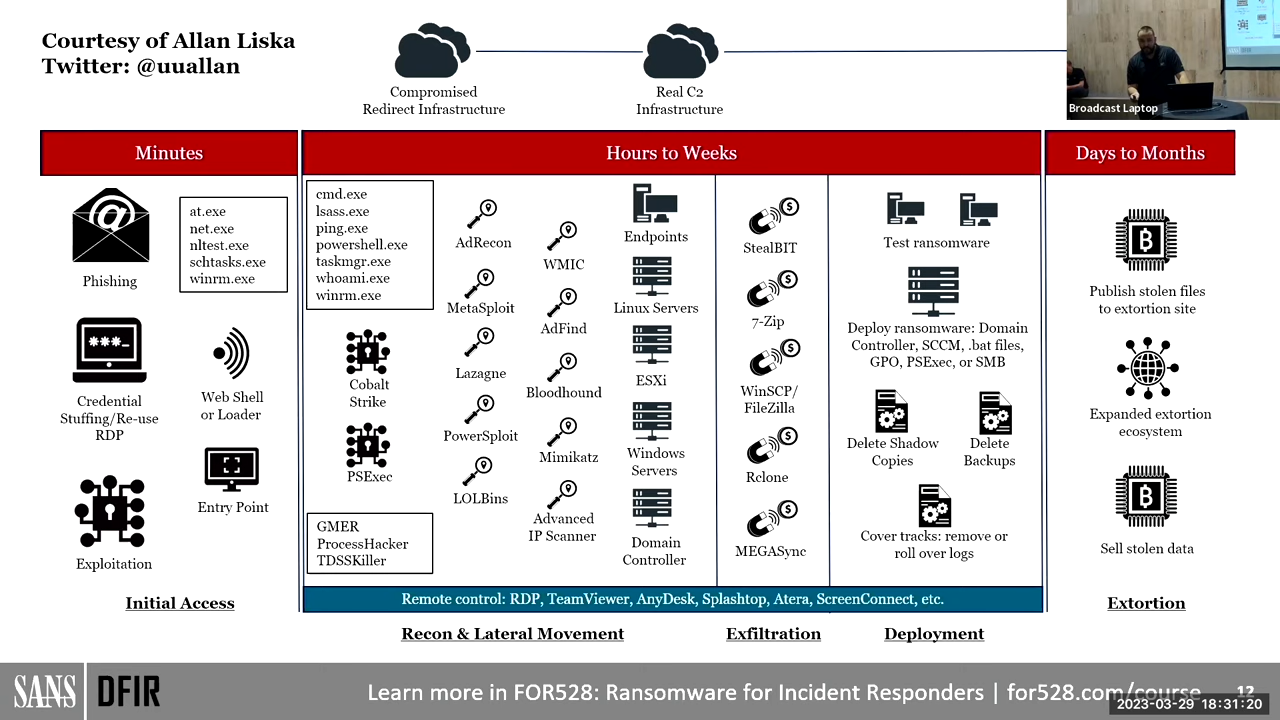 Courtesy of Allan Liska
Twitter: @uuallan
Compromised
Redirect Infrastructure
Real C2
Infrastructure
Broadcast Laptop
Minutes
Hours to Weeks
Days to Months
@
Phishing
at.exe
net.exe
nltest.exe
schtasks.exe
winrm.exe
***_
Credential
Stuffing/Re-use
RDP
Web Shell
or Loader
Entry Point
Exploitation
Initial Access
cmd.exe
lsass.exe
ping.exe
powershell.exe
taskmgr.exe
whoami.exe
winrm.exe
Cobalt
Strike
PSExec
GMER
ProcessHacker
TDSSKiller
AdRecon
MetaSploit
Lazagne
PowerSploit
LOLBins
WMIC
AdFind
Bloodhound
Mimikatz
Advanced
IP Scanner
Endpoints
Linux Servers
ESXi
Windows
Servers
Domain
Controller
StealBIT
7-Zip
WinSCP/
FileZilla
Rclone
MEGASync
Test ransomware
Deploy ransomware: Domain
Controller, SCCM, .bat files,
GPO, PSExec, or SMB
Delete Shadow
Copies
Delete
Backups
Cover tracks: remove or
roll over logs
Remote control: RDP, TeamViewer, AnyDesk, Splashtop, Atera, ScreenConnect, etc.
Recon & Lateral Movement
Exfiltration
Deployment
Publish stolen files
to extortion site
Expanded extortion
ecosystem
Sell stolen data
Extortion
SANS DFIR
Learn more in FOR528: Ransomware for Incident Responders | for528.com/course
12
2023-03-29 18:31:20